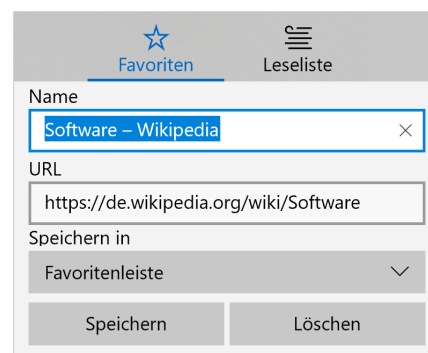 Favoriten Leseliste
Name
Software – Wikipedia
URL
https://de.wikipedia.org/wiki/Software
Speichern in
Favoritenleiste
Speichern Löschen